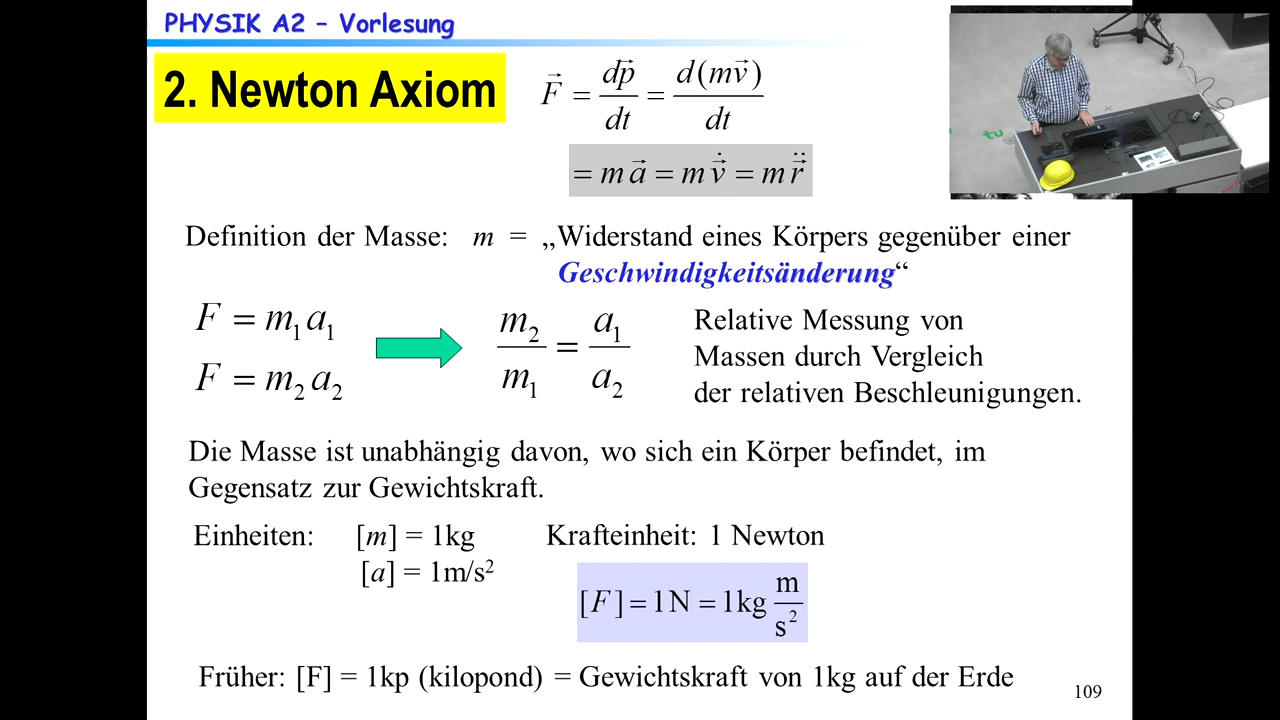 PHYSIK A2 – Vorlesung
2. Newton Axiom
F⃗ = dp⃗/dt = d(mv⃗)/dt
= m a⃗ = m v⃗̇ = m r⃗̈
Definition der Masse: m = „Widerstand eines Körpers gegenüber einer
Geschwindigkeitsänderung“
F = m₁a₁
F = m₂a₂
m₂/m₁ = a₁/a₂
Relative Messung von
Massen durch Vergleich
der relativen Beschleunigungen.
Die Masse ist unabhängig davon, wo sich ein Körper befindet, im
Gegensatz zur Gewichtskraft.
Einheiten: [m] = 1kg
[a] = 1m/s²
Krafteinheit: 1 Newton
[F] = 1N = 1kg m/s²
Früher: [F] = 1kp (kilopond) = Gewichtskraft von 1kg auf der Erde
109